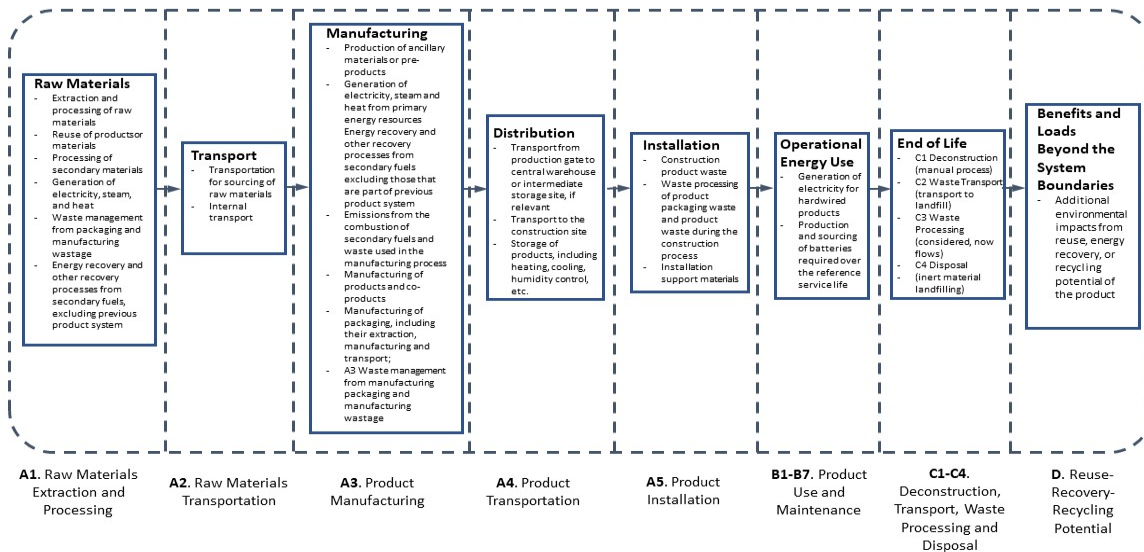 Raw Materials
- Extraction and
processing of raw
materials
- Reuse of productsor
materials
- Processing of
secondary materials
- Generation of
electricity, steam,
and heat
- Waste management
from packaging and
manufacturing
wastage
- Energy recovery and
other recovery
processes from
secondary fuels,
excluding previous
product system
Transport
- Transportation
for sourcing of
raw materials
- Internal
transport
Manufacturing
- Production of ancillary
materials or pre-
products
- Generation of
electricity, steam and
heat from primary
energy resources
Energy recovery and
other recovery
processes from
secondary fuels
excluding those that
are part of previous
product system
- Emissions from the
combustion of
secondary fuels and
waste used in the
manufacturing process
- Manufacturing of
products and co-
products
- Manufacturing of
packaging, including
their extraction,
manufacturing and
transport;
- A3 Waste management
from manufacturing
packaging and
manufacturing
wastage
Distribution
- Transport from
production gate to
central warehouse
or intermediate
storage site, if
relevant
- Transport to the
construction site
- Storage of
products, including
heating, cooling,
humidity control,
etc.
Installation
- Construction
product waste
- Waste processing
of product
packaging waste
and product
waste during the
construction
process
- Installation
support materials
Operational
Energy Use
- Generation of
electricity for
hardwired
products
- Production
and sourcing
of batteries
required over
the reference
service life
End of Life
- C1 Deconstruction
(manual process)
- C2 Waste Transport
(transport to
landfill)
- C3 Waste
Processing
(considered, now
flows)
- C4 Disposal
- (inert material
landfilling)
Benefits and
Loads
Beyond the
System
Boundaries
- Additional
environmental
impacts from
reuse, energy
recovery, or
recycling
potential of
the product
A1. Raw Materials
Extraction and
Processing
A2. Raw Materials
Transportation
A3. Product
Manufacturing
A4. Product
Transportation
A5. Product
Installation
B1-B7. Product
Use and
Maintenance
C1-C4.
Deconstruction,
Transport, Waste
Processing and
Disposal
D. Reuse-
Recovery-
Recycling
Potential